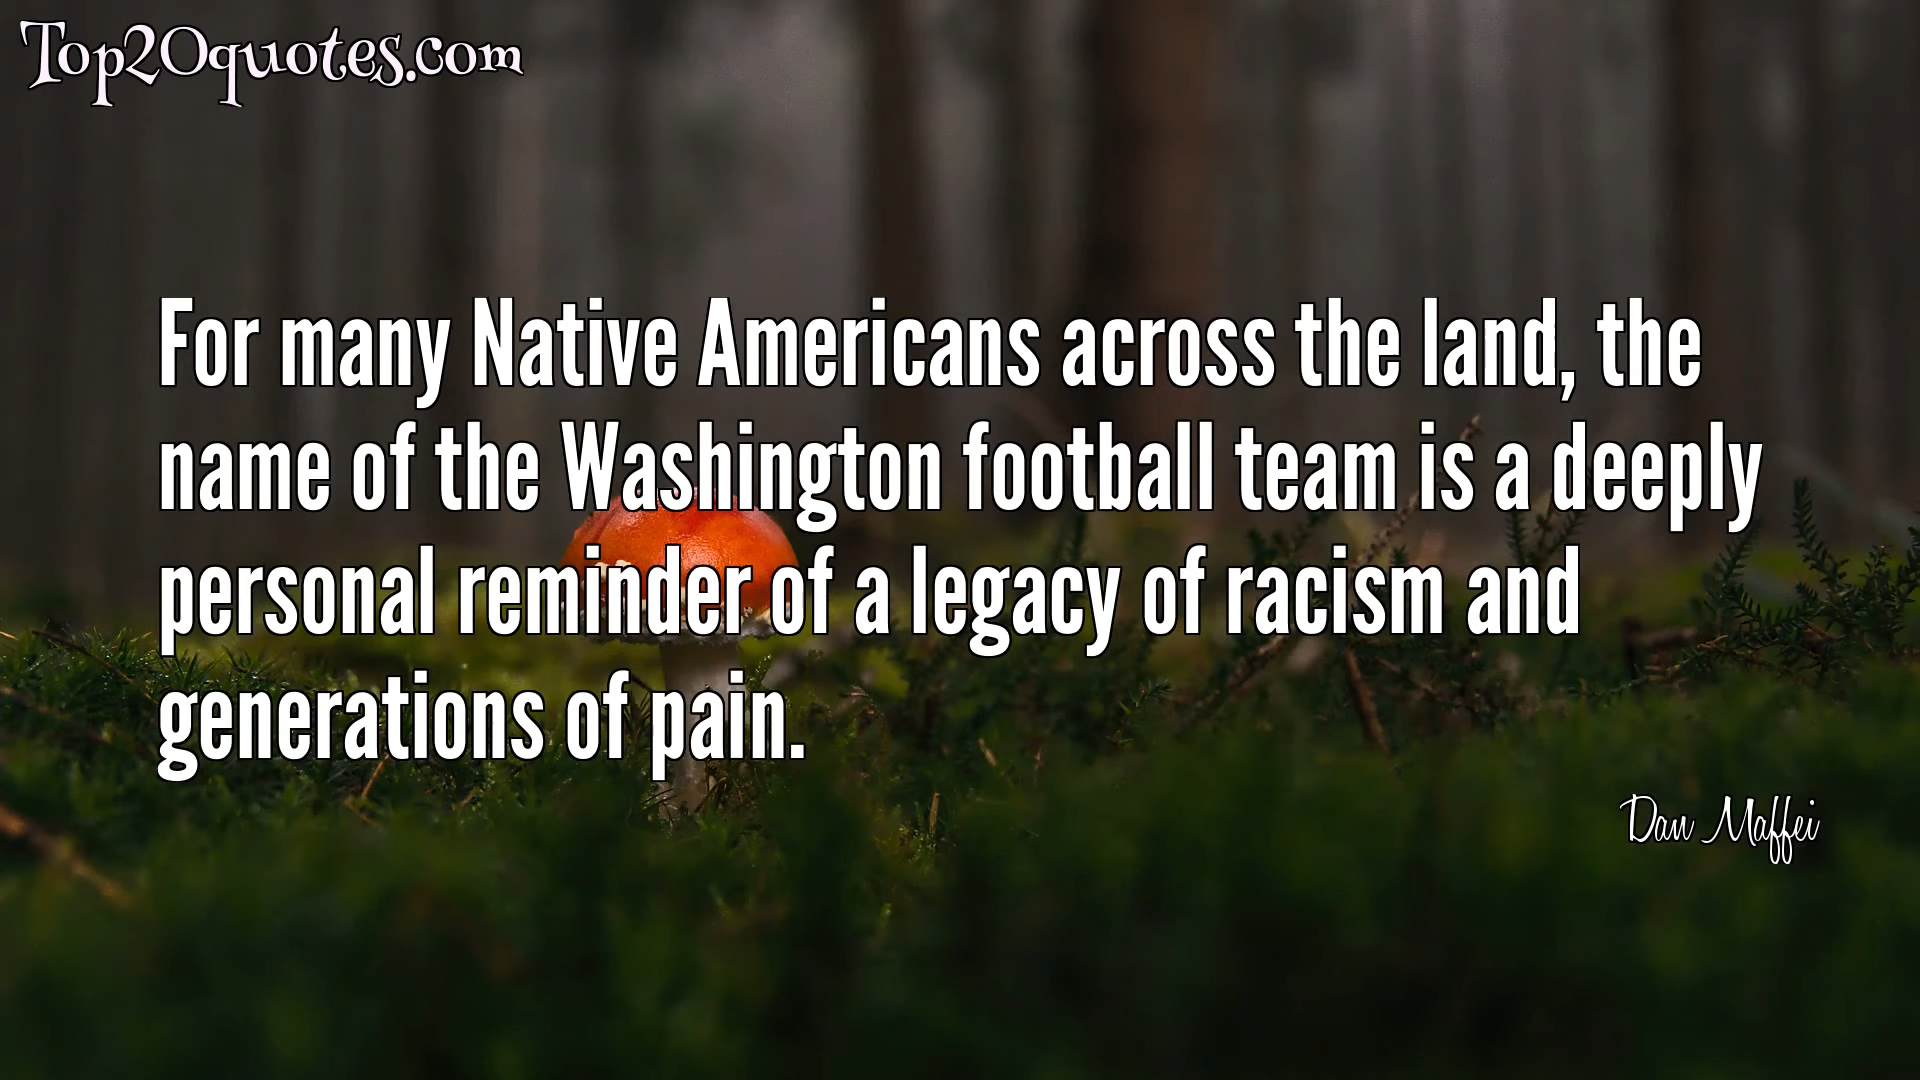 Top20quotes.com
For many Native Americans across the land, the
name of the Washington football team is a deeply
personal reminder of a legacy of racism and
generations of pain.
Dan Maffei